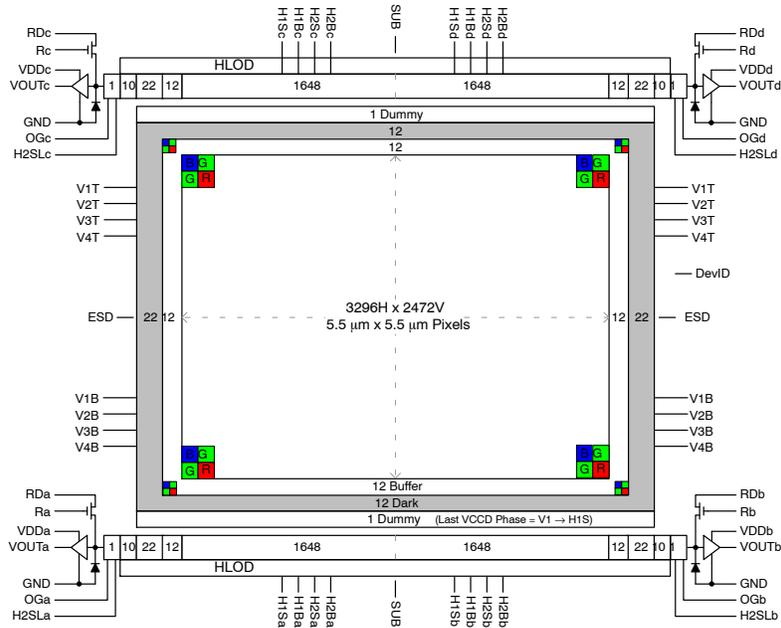 RDc
Rc
VDDc
VOUTc
GND
OGc
H2SLc
H1Sc
H1Bc
H2Sc
H2Bc
SUB
H1Sd
H1Bd
H2Sd
H2Bd
RDd
Rd
VDDd
VOUTd
GND
OGd
H2SLd
HLOD
1 10 22 12 1648 1648 12 22 10 1
1 Dummy
12
12
B G
G R
B G
G R
V1T
V2T
V3T
V4T
V1T
V2T
V3T
V4T
DevID
ESD 22 12
3296H x 2472V
5.5 μm x 5.5 μm Pixels
12 22 ESD
V1B
V2B
V3B
V4B
V1B
V2B
V3B
V4B
B G
G R
B G
G R
12 Buffer
12 Dark
1 Dummy (Last VCCD Phase = V1 → H1S)
RDa
Ra
VDDa
VOUTa
GND
OGa
H2SLa
1 10 22 12 1648 1648 12 22 10 1
HLOD
H1Sa
H1Ba
H2Sa
H2Ba
SUB
H1Sb
H1Bb
H2Sb
H2Bb
RDb
Rb
VDDb
VOUTb
GND
OGb
H2SLb